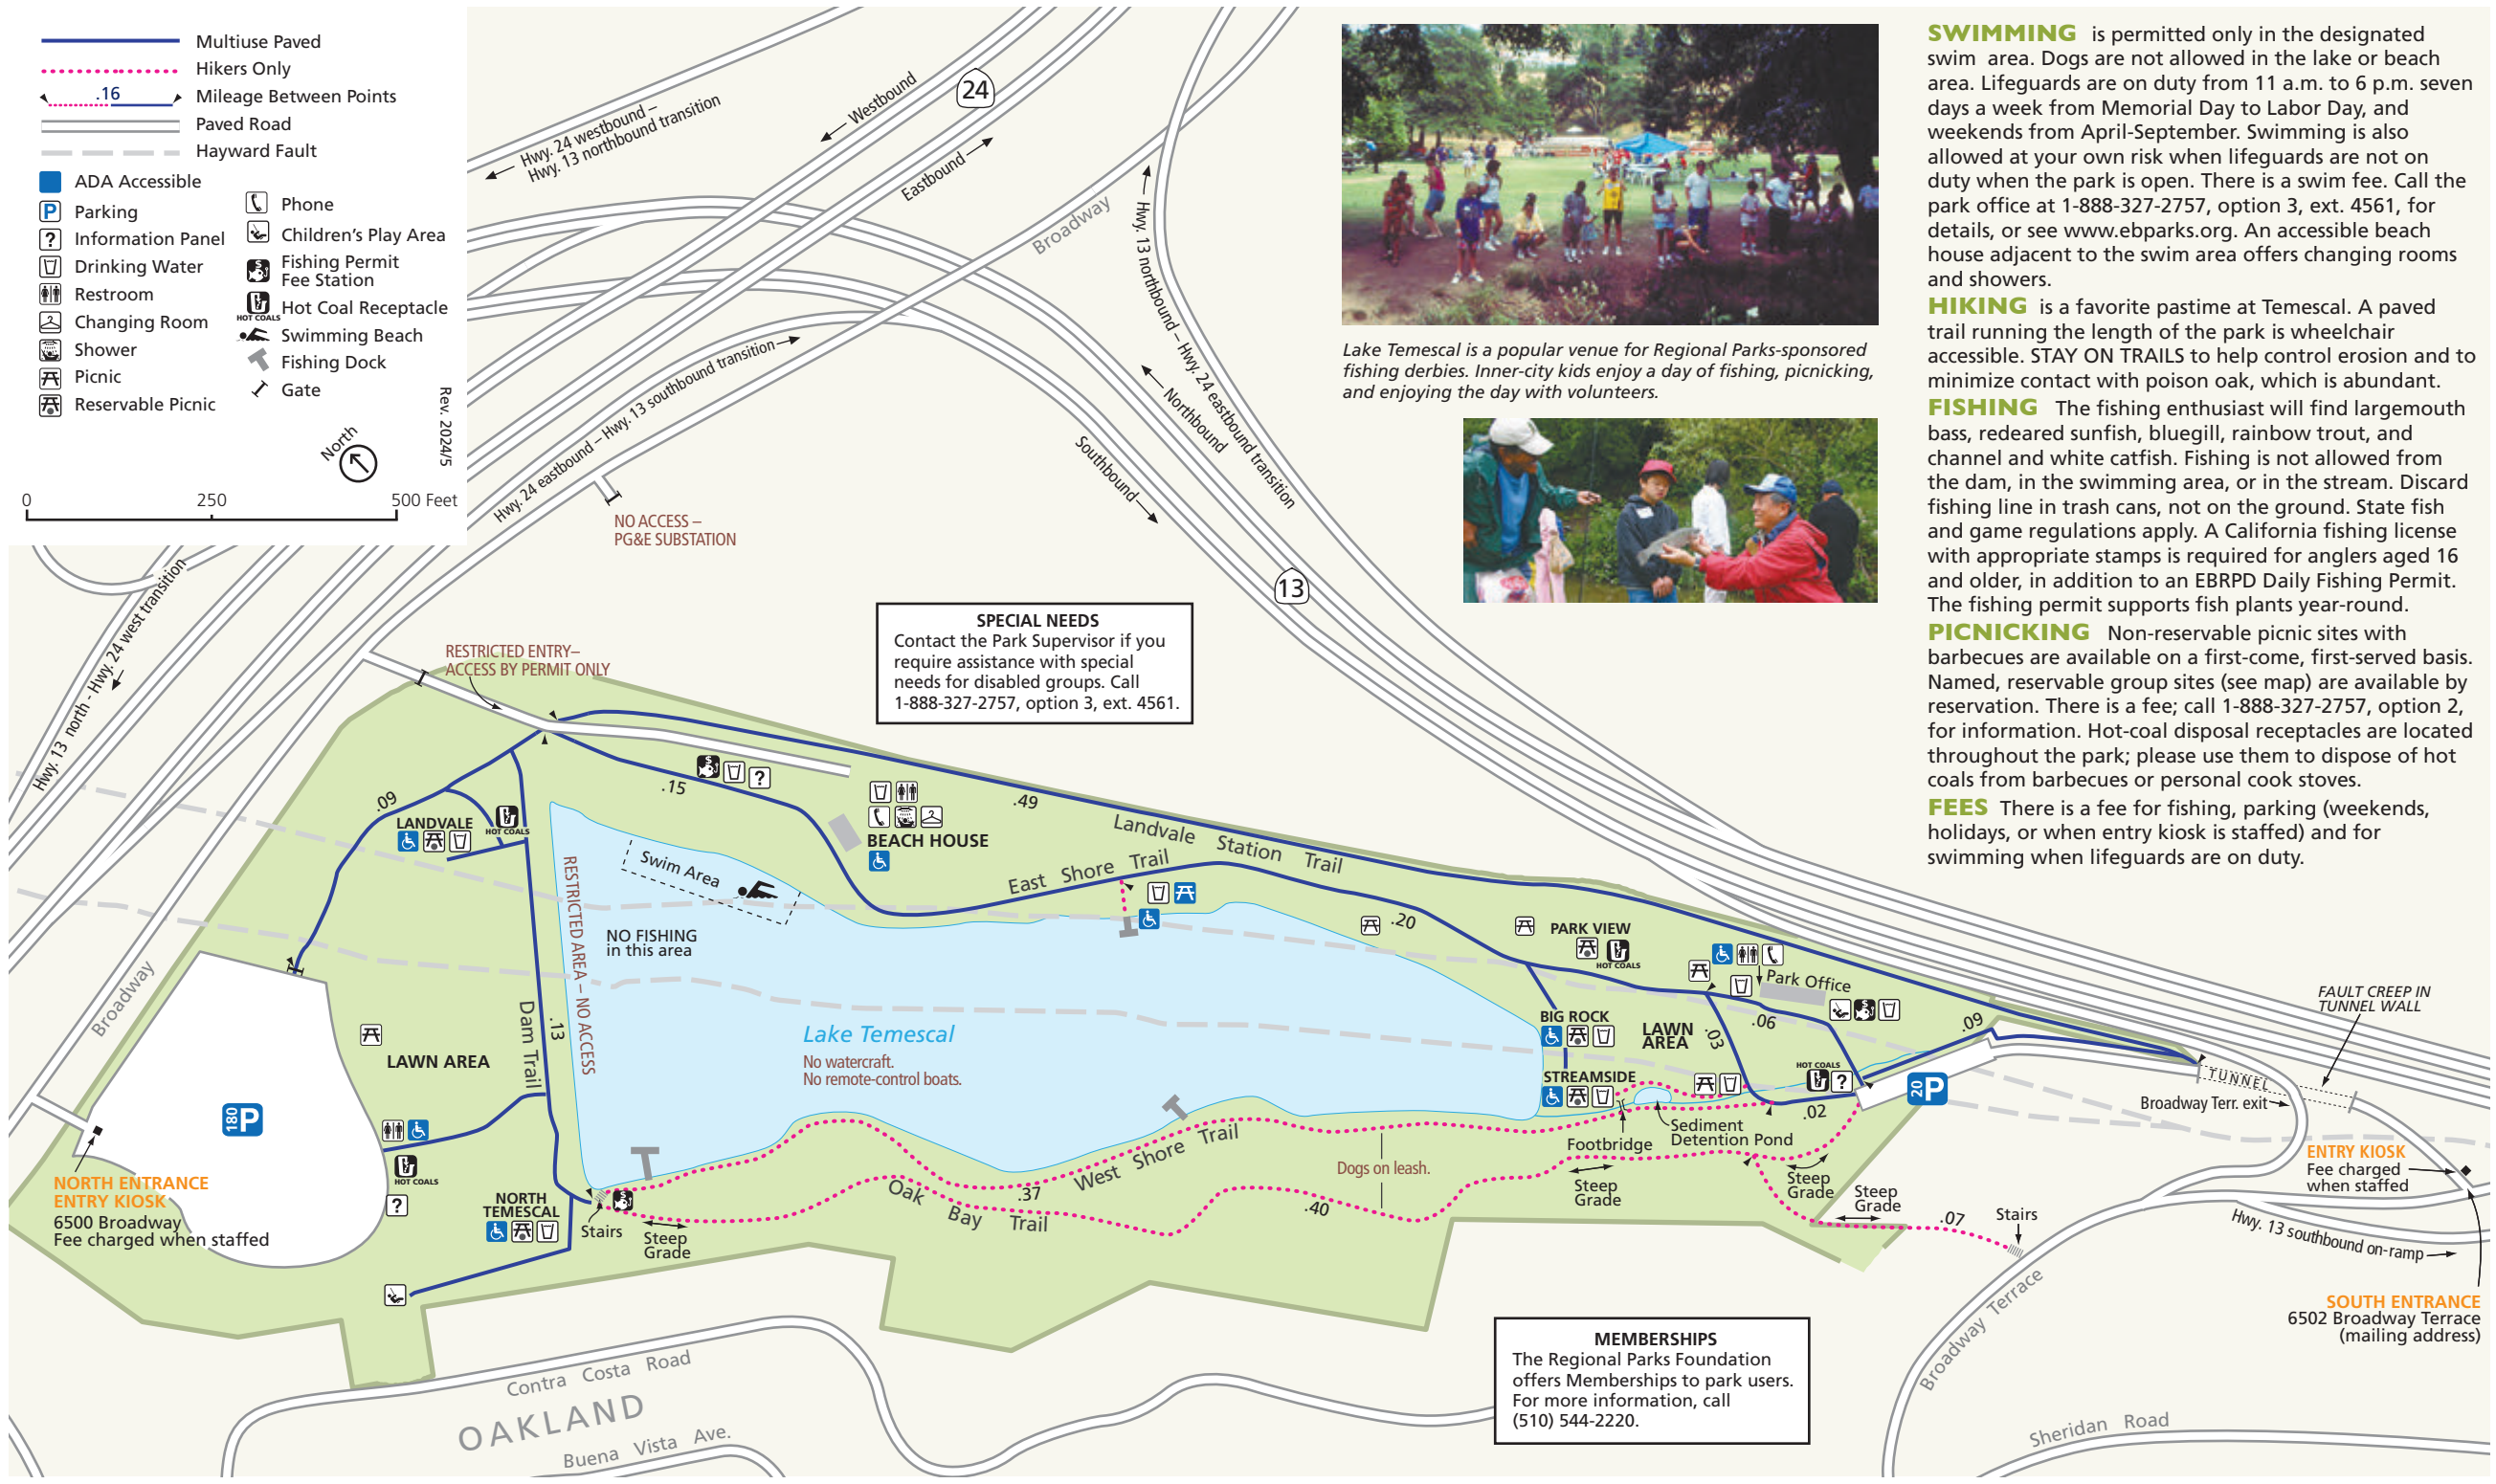 Multiuse Paved
Hikers Only
.16
Mileage Between Points
Paved Road
Hayward Fault
ADA Accessible
P
Parking
?
Information Panel
Drinking Water
Restroom
Changing Room
Shower
Picnic
Reservable Picnic
Phone
Children's Play Area
$
Fishing Permit
Fee Station
HOT COALS
Hot Coal Receptacle
Swimming Beach
Fishing Dock
Gate
North
Rev. 2024/5
0 250 500 Feet
Hwy. 24 westbound –
Hwy. 13 northbound transition
Westbound
24
Eastbound
Broadway
Hwy. 13 northbound – Hwy. 24 eastbound transition
Northbound
Southbound
Hwy. 24 eastbound – Hwy. 13 southbound transition
NO ACCESS –
PG&E SUBSTATION
13
Hwy. 13 north - Hwy. 24 west transition
SPECIAL NEEDS
Contact the Park Supervisor if you
require assistance with special
needs for disabled groups. Call
1-888-327-2757, option 3, ext. 4561.
Lake Temescal is a popular venue for Regional Parks-sponsored
fishing derbies. Inner-city kids enjoy a day of fishing, picnicking,
and enjoying the day with volunteers.
SWIMMING is permitted only in the designated
swim area. Dogs are not allowed in the lake or beach
area. Lifeguards are on duty from 11 a.m. to 6 p.m. seven
days a week from Memorial Day to Labor Day, and
weekends from April-September. Swimming is also
allowed at your own risk when lifeguards are not on
duty when the park is open. There is a swim fee. Call the
park office at 1-888-327-2757, option 3, ext. 4561, for
details, or see www.ebparks.org. An accessible beach
house adjacent to the swim area offers changing rooms
and showers.
HIKING is a favorite pastime at Temescal. A paved
trail running the length of the park is wheelchair
accessible. STAY ON TRAILS to help control erosion and to
minimize contact with poison oak, which is abundant.
FISHING The fishing enthusiast will find largemouth
bass, redeared sunfish, bluegill, rainbow trout, and
channel and white catfish. Fishing is not allowed from
the dam, in the swimming area, or in the stream. Discard
fishing line in trash cans, not on the ground. State fish
and game regulations apply. A California fishing license
with appropriate stamps is required for anglers aged 16
and older, in addition to an EBRPD Daily Fishing Permit.
The fishing permit supports fish plants year-round.
PICNICKING Non-reservable picnic sites with
barbecues are available on a first-come, first-served basis.
Named, reservable group sites (see map) are available by
reservation. There is a fee; call 1-888-327-2757, option 2,
for information. Hot-coal disposal receptacles are located
throughout the park; please use them to dispose of hot
coals from barbecues or personal cook stoves.
FEES There is a fee for fishing, parking (weekends,
holidays, or when entry kiosk is staffed) and for
swimming when lifeguards are on duty.
RESTRICTED ENTRY–
ACCESS BY PERMIT ONLY
.09
LANDVALE
HOT COALS
.15
$
?
BEACH HOUSE
.49
Landvale Station Trail
East Shore Trail
.20
Swim Area
NO FISHING
in this area
RESTRICTED AREA – NO ACCESS
Dam Trail
.13
Lake Temescal
No watercraft.
No remote-control boats.
PARK VIEW
HOT COALS
Park Office
$
BIG ROCK
LAWN
AREA
.03
.06
.09
STREAMSIDE
HOT COALS
?
20 P
.02
Footbridge
Sediment
Detention Pond
TUNNEL
Broadway Terr. exit
FAULT CREEP IN
TUNNEL WALL
ENTRY KIOSK
Fee charged
when staffed
Broadway
LAWN AREA
180 P
HOT COALS
?
NORTH ENTRANCE
ENTRY KIOSK
6500 Broadway
Fee charged when staffed
NORTH
TEMESCAL
Stairs
$
Steep
Grade
Oak Bay Trail
.37
West Shore Trail
Dogs on leash.
.40
Steep
Grade
Steep
Grade
Steep
Grade
.07
Stairs
Hwy. 13 southbound on-ramp
SOUTH ENTRANCE
6502 Broadway Terrace
(mailing address)
Broadway Terrace
Sheridan Road
MEMBERSHIPS
The Regional Parks Foundation
offers Memberships to park users.
For more information, call
(510) 544-2220.
Contra Costa Road
OAKLAND
Buena Vista Ave.